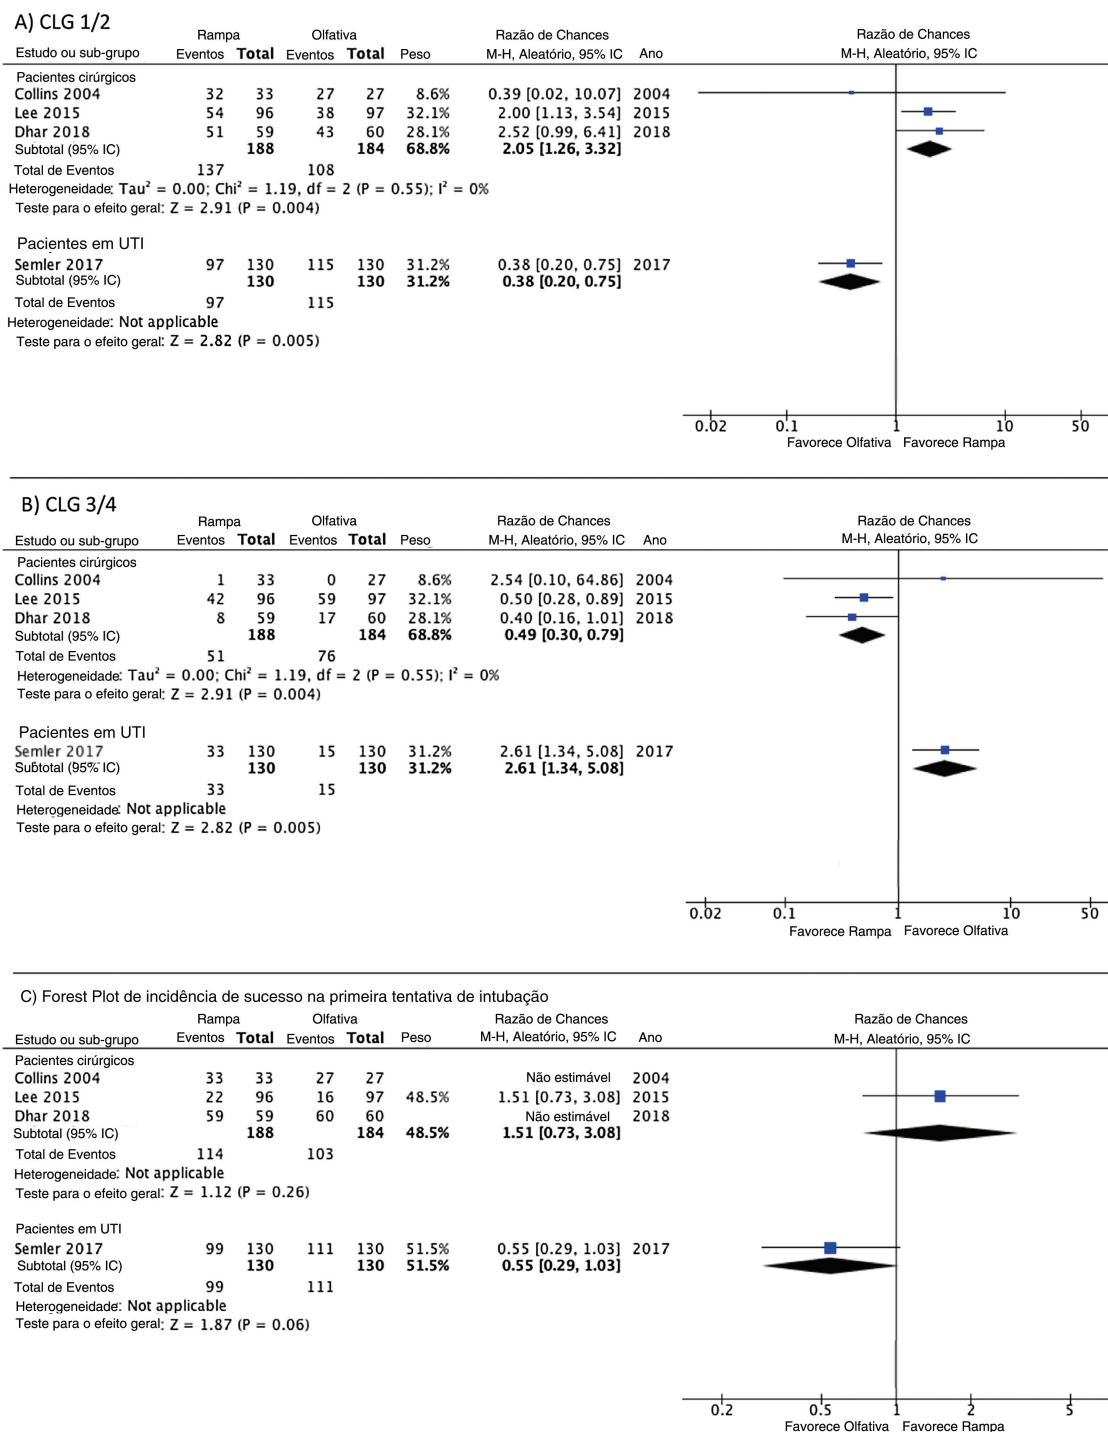 A) CLG 1/2
Rampa Olfativa Razão de Chances Razão de Chances
Estudo ou sub-grupo Eventos Total Eventos Total Peso M-H, Aleatório, 95% IC Ano M-H, Aleatório, 95% IC
Pacientes cirúrgicos
Collins 2004 32 33 27 27 8.6% 0.39 [0.02, 10.07] 2004
Lee 2015 54 96 38 97 32.1% 2.00 [1.13, 3.54] 2015
Dhar 2018 51 59 43 60 28.1% 2.52 [0.99, 6.41] 2018
Subtotal (95% IC) 188 184 68.8% 2.05 [1.26, 3.32]
Total de Eventos 137 108
Heterogeneidade: Tau² = 0.00; Chi² = 1.19, df = 2 (P = 0.55); I² = 0%
Teste para o efeito geral: Z = 2.91 (P = 0.004)
Pacientes em UTI
Semler 2017 97 130 115 130 31.2% 0.38 [0.20, 0.75] 2017
Subtotal (95% IC) 130 130 31.2% 0.38 [0.20, 0.75]
Total de Eventos 97 115
Heterogeneidade: Not applicable
Teste para o efeito geral: Z = 2.82 (P = 0.005)
0.02 0.1 1 10 50
Favorece Olfativa Favorece Rampa
B) CLG 3/4
Rampa Olfativa Razão de Chances Razão de Chances
Estudo ou sub-grupo Eventos Total Eventos Total Peso M-H, Aleatório, 95% IC Ano M-H, Aleatório, 95% IC
Pacientes cirúrgicos
Collins 2004 1 33 0 27 8.6% 2.54 [0.10, 64.86] 2004
Lee 2015 42 96 59 97 32.1% 0.50 [0.28, 0.89] 2015
Dhar 2018 8 59 17 60 28.1% 0.40 [0.16, 1.01] 2018
Subtotal (95% IC) 188 184 68.8% 0.49 [0.30, 0.79]
Total de Eventos 51 76
Heterogeneidade: Tau² = 0.00; Chi² = 1.19, df = 2 (P = 0.55); I² = 0%
Teste para o efeito geral: Z = 2.91 (P = 0.004)
Pacientes em UTI
Semler 2017 33 130 15 130 31.2% 2.61 [1.34, 5.08] 2017
Subtotal (95% IC) 130 130 31.2% 2.61 [1.34, 5.08]
Total de Eventos 33 15
Heterogeneidade: Not applicable
Teste para o efeito geral: Z = 2.82 (P = 0.005)
0.02 0.1 1 10 50
Favorece Rampa Favorece Olfativa
C) Forest Plot de incidência de sucesso na primeira tentativa de intubação
Rampa Olfativa Razão de Chances Razão de Chances
Estudo ou sub-grupo Eventos Total Eventos Total Peso M-H, Aleatório, 95% IC Ano M-H, Aleatório, 95% IC
Pacientes cirúrgicos
Collins 2004 33 33 27 27 Não estimável 2004
Lee 2015 22 96 16 97 48.5% 1.51 [0.73, 3.08] 2015
Dhar 2018 59 59 60 60 Não estimável 2018
Subtotal (95% IC) 188 184 48.5% 1.51 [0.73, 3.08]
Total de Eventos 114 103
Heterogeneidade: Not applicable
Teste para o efeito geral: Z = 1.12 (P = 0.26)
Pacientes em UTI
Semler 2017 99 130 111 130 51.5% 0.55 [0.29, 1.03] 2017
Subtotal (95% IC) 130 130 51.5% 0.55 [0.29, 1.03]
Total de Eventos 99 111
Heterogeneidade: Not applicable
Teste para o efeito geral: Z = 1.87 (P = 0.06)
0.2 0.5 1 2 5
Favorece Olfativa Favorece Rampa